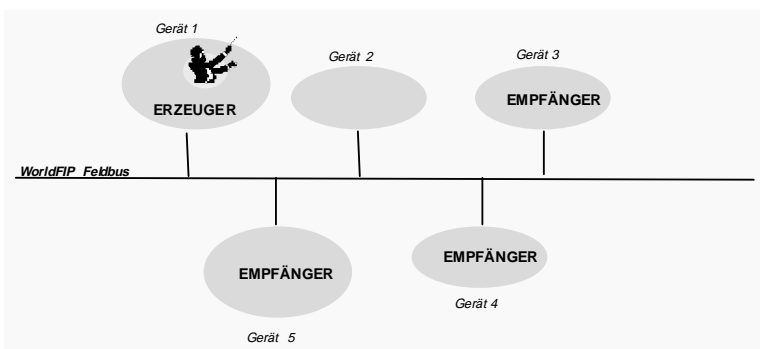 Gerät 1
Gerät 2
Gerät 3
ERZEUGER
EMPFÄNGER
WorldFIP Feldbus
EMPFÄNGER
EMPFÄNGER
Gerät 4
Gerät 5